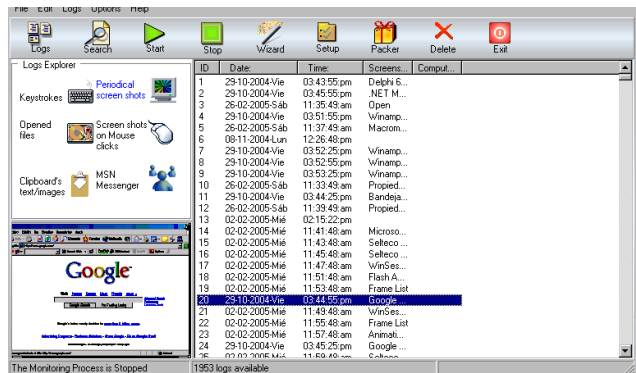 File Edit Logs Options Help
Logs Search Start Stop Wizard Setup Packer Delete Exit
Logs Explorer
Keystrokes
Periodical screen shots
Opened files
Screen shots on Mouse clicks
Clipboard's text/images
MSN Messenger
Google
ID Date: Time: Screens... Comput...
1 29-10-2004-Vie 03:43:55:pm Delphi 6...
2 29-10-2004-Vie 03:45:55:pm .NET M...
3 26-02-2005-Sáb 11:35:49:am Open
4 29-10-2004-Vie 03:51:55:pm Winamp...
5 26-02-2005-Sáb 11:37:49:am Macrom...
6 08-11-2004-Lun 12:26:48:pm
7 29-10-2004-Vie 03:52:25:pm Winamp...
8 29-10-2004-Vie 03:52:55:pm Winamp...
9 29-10-2004-Vie 03:53:25:pm Winamp...
10 26-02-2005-Sáb 11:33:49:am Propied...
11 29-10-2004-Vie 03:44:25:pm Bandeja...
12 26-02-2005-Sáb 11:39:49:am Propied...
13 02-02-2005-Mié 02:15:22:pm
14 02-02-2005-Mié 11:41:48:am Microso...
15 02-02-2005-Mié 11:43:48:am Selteco ...
16 02-02-2005-Mié 11:45:48:am Selteco ...
17 02-02-2005-Mié 11:47:48:am WinSes...
18 02-02-2005-Mié 11:51:48:am Flash A...
19 02-02-2005-Mié 11:53:48:am Frame List
20 29-10-2004-Vie 03:44:55:pm Google ...
21 02-02-2005-Mié 11:49:48:am WinSes...
22 02-02-2005-Mié 11:55:48:am Frame List
23 02-02-2005-Mié 11:57:48:am Animati...
24 29-10-2004-Vie 03:45:25:pm Google ...
25 02-02-2005-Mié 11:59:48:am Selteco
The Monitoring Process is Stopped 1953 logs available